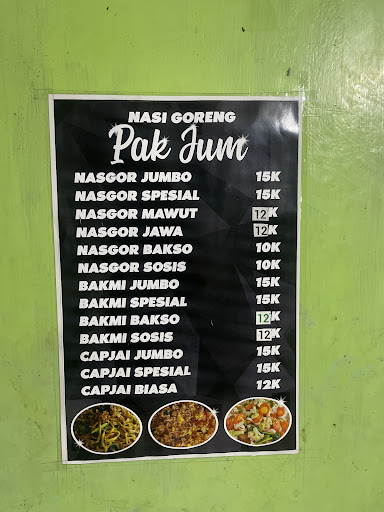 NASI GORENG
Pak Jum
NASGOR JUMBO 15K
NASGOR SPESIAL 15K
NASGOR MAWUT 12K
NASGOR JAWA 12K
NASGOR BAKSO 10K
NASGOR SOSIS 10K
BAKMI JUMBO 15K
BAKMI SPESIAL 15K
BAKMI BAKSO 12K
BAKMI SOSIS 12K
CAPJAI JUMBO 15K
CAPJAI SPESIAL 15K
CAPJAI BIASA 12K